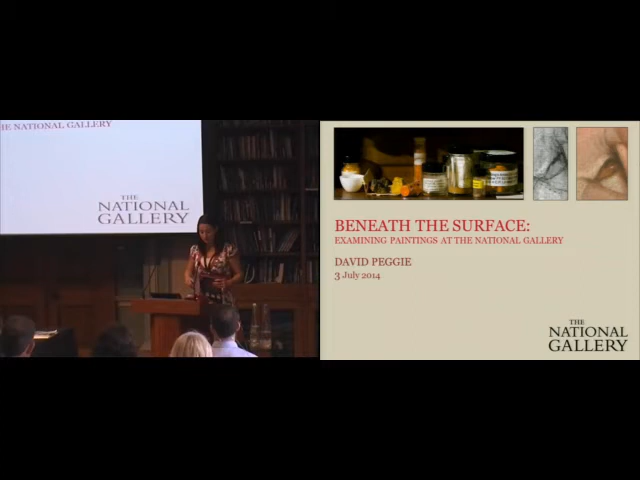 HE NATIONAL GALLERY
THE
NATIONAL
GALLERY
BENEATH THE SURFACE:
EXAMINING PAINTINGS AT THE NATIONAL GALLERY
DAVID PEGGIE
3 July 2014
THE
NATIONAL
GALLERY